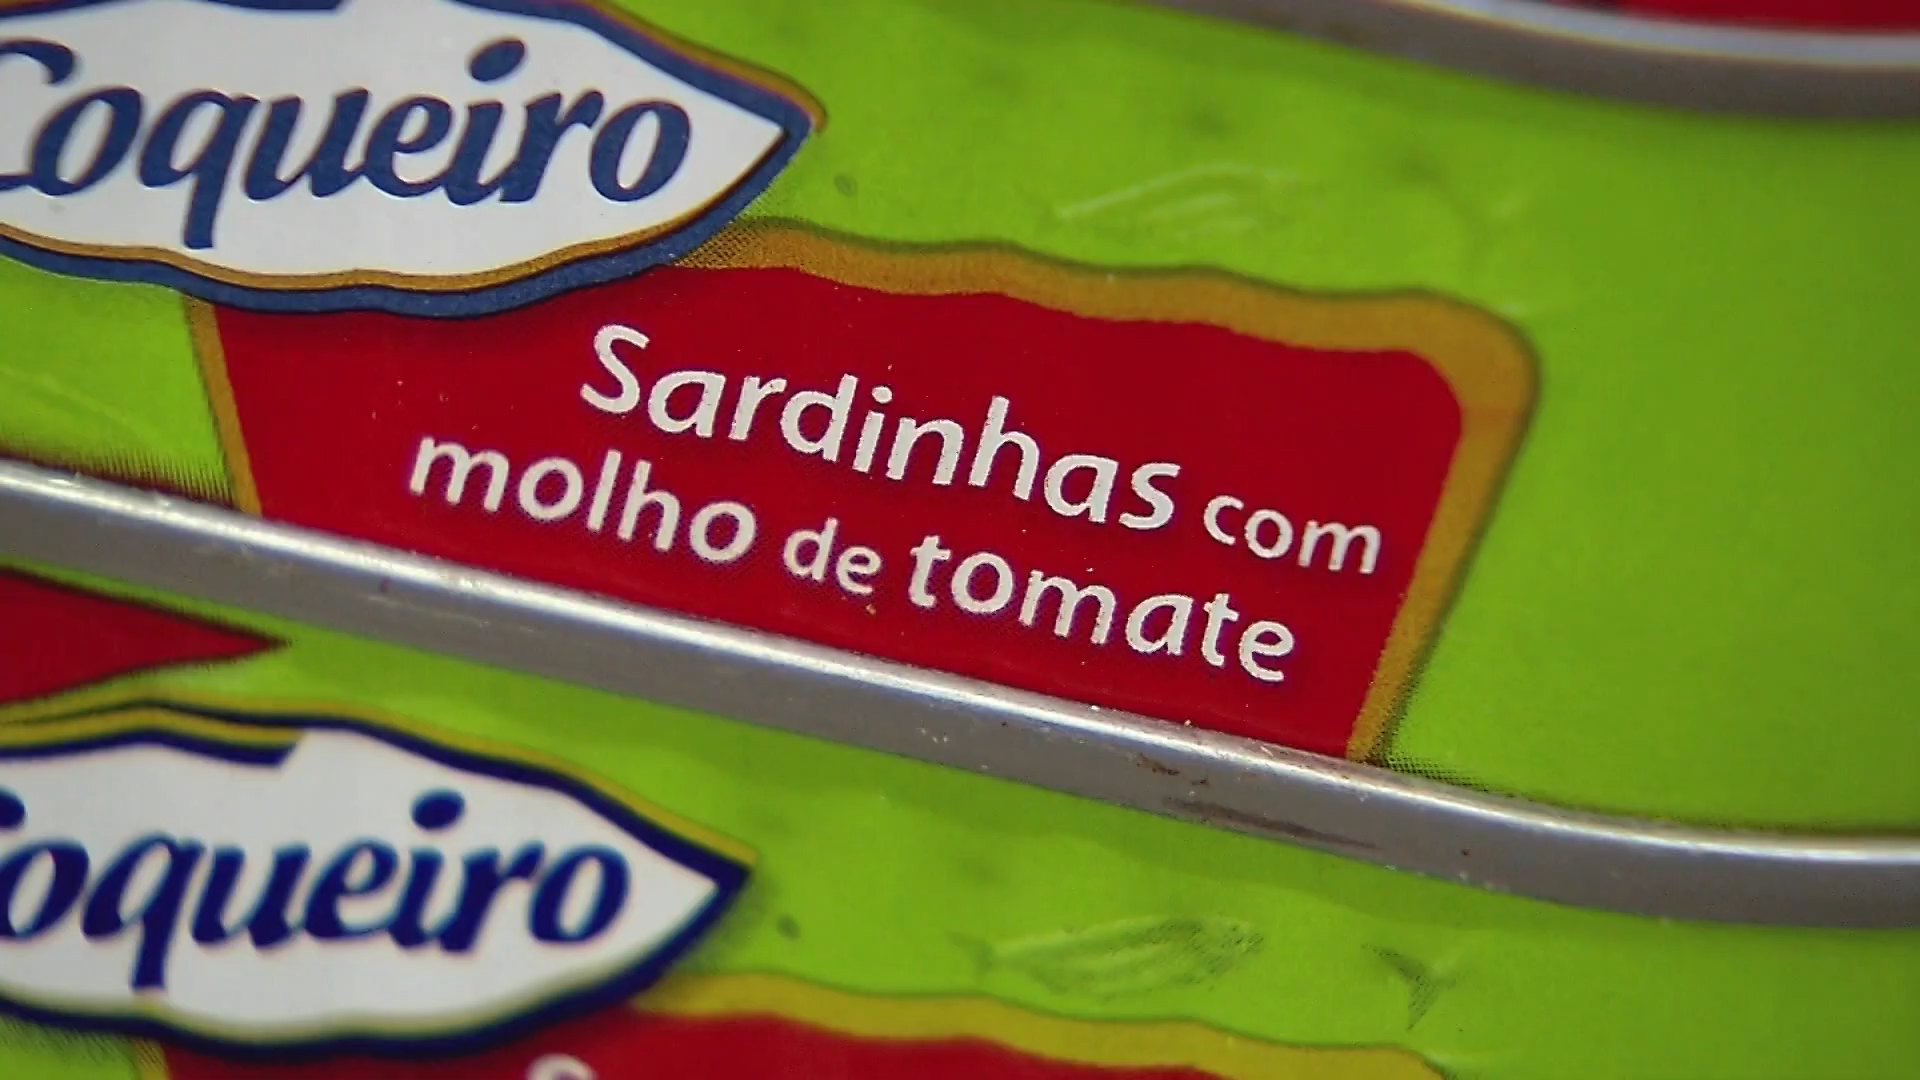 Coqueiro
Sardinhas com
molho de tomate
Coqueiro